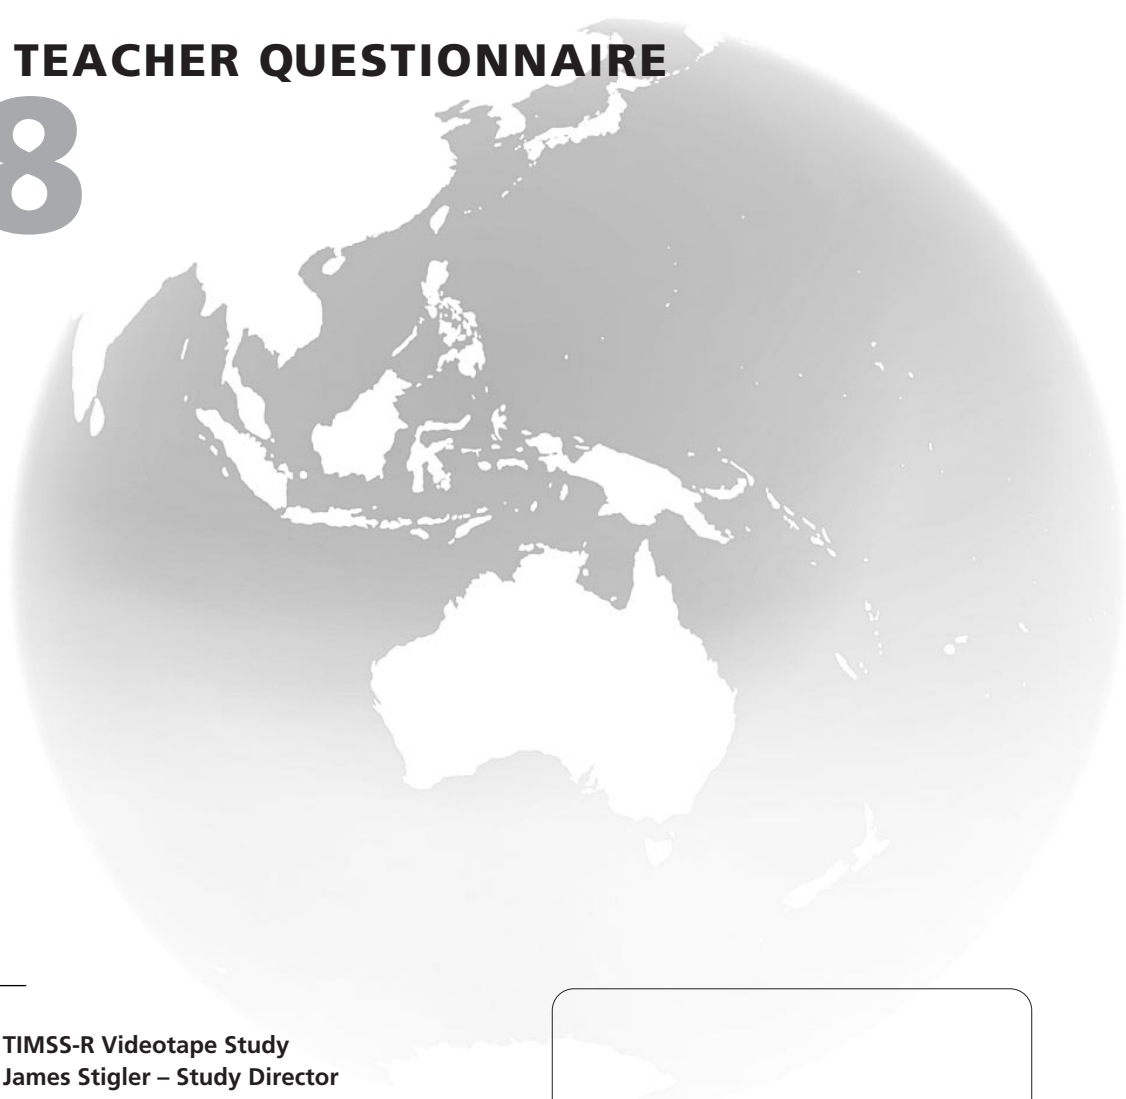 TEACHER QUESTIONNAIRE
8
TIMSS-R Videotape Study
James Stigler – Study Director